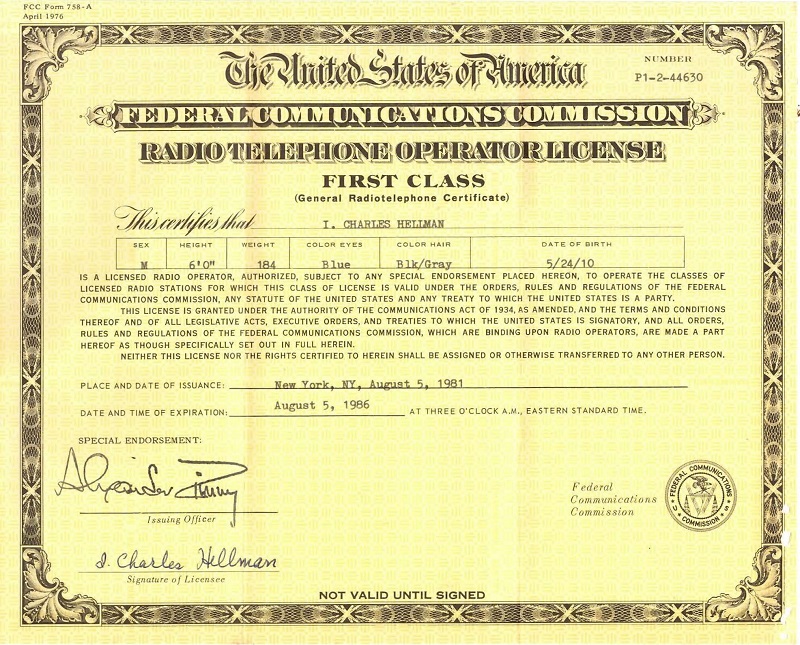 FCC Form 758-A
April 1976
The United States of America
NUMBER
P1-2-44630
FEDERAL COMMUNICATIONS COMMISSION
RADIO TELEPHONE OPERATOR LICENSE
FIRST CLASS
(General Radiotelephone Certificate)
This certifies that I. CHARLES HELLMAN
SEX HEIGHT WEIGHT COLOR EYES COLOR HAIR DATE OF BIRTH
M 6'0" 184 Blue Blk/Gray 5/24/10
IS A LICENSED RADIO OPERATOR, AUTHORIZED, SUBJECT TO ANY SPECIAL ENDORSEMENT PLACED HEREON, TO OPERATE THE CLASSES OF
LICENSED RADIO STATIONS FOR WHICH THIS CLASS OF LICENSE IS VALID UNDER THE ORDERS, RULES AND REGULATIONS OF THE FEDERAL
COMMUNICATIONS COMMISSION, ANY STATUTE OF THE UNITED STATES AND ANY TREATY TO WHICH THE UNITED STATES IS A PARTY.
THIS LICENSE IS GRANTED UNDER THE AUTHORITY OF THE COMMUNICATIONS ACT OF 1934, AS AMENDED, AND THE TERMS AND CONDITIONS
THEREOF AND OF ALL LEGISLATIVE ACTS, EXECUTIVE ORDERS, AND TREATIES TO WHICH THE UNITED STATES IS SIGNATORY, AND ALL ORDERS,
RULES AND REGULATIONS OF THE FEDERAL COMMUNICATIONS COMMISSION, WHICH ARE BINDING UPON RADIO OPERATORS, ARE MADE A PART
HEREOF AS THOUGH SPECIFICALLY SET OUT IN FULL HEREIN.
NEITHER THIS LICENSE NOR THE RIGHTS CERTIFIED TO HEREIN SHALL BE ASSIGNED OR OTHERWISE TRANSFERRED TO ANY OTHER PERSON.
PLACE AND DATE OF ISSUANCE: New York, NY, August 5, 1981
DATE AND TIME OF EXPIRATION: August 5, 1986 AT THREE O'CLOCK A.M., EASTERN STANDARD TIME.
SPECIAL ENDORSEMENT:
Alexander
Issuing Officer
Federal
Communications
Commission
FEDERAL COMMUNICATIONS COMMISSION U S
I. Charles Hellman
Signature of Licensee
NOT VALID UNTIL SIGNED